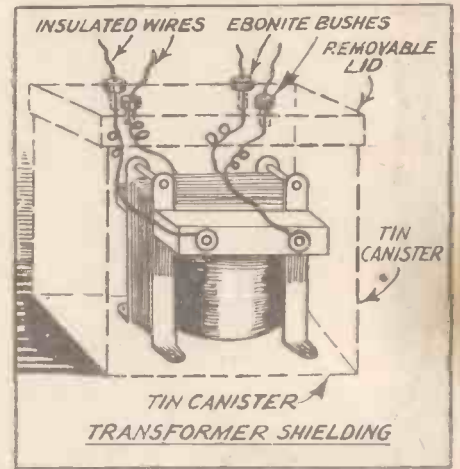 INSULATED WIRES
EBONITE BUSHES
REMOVABLE
LID
TIN
CANISTER
TIN CANISTER
TRANSFORMER SHIELDING